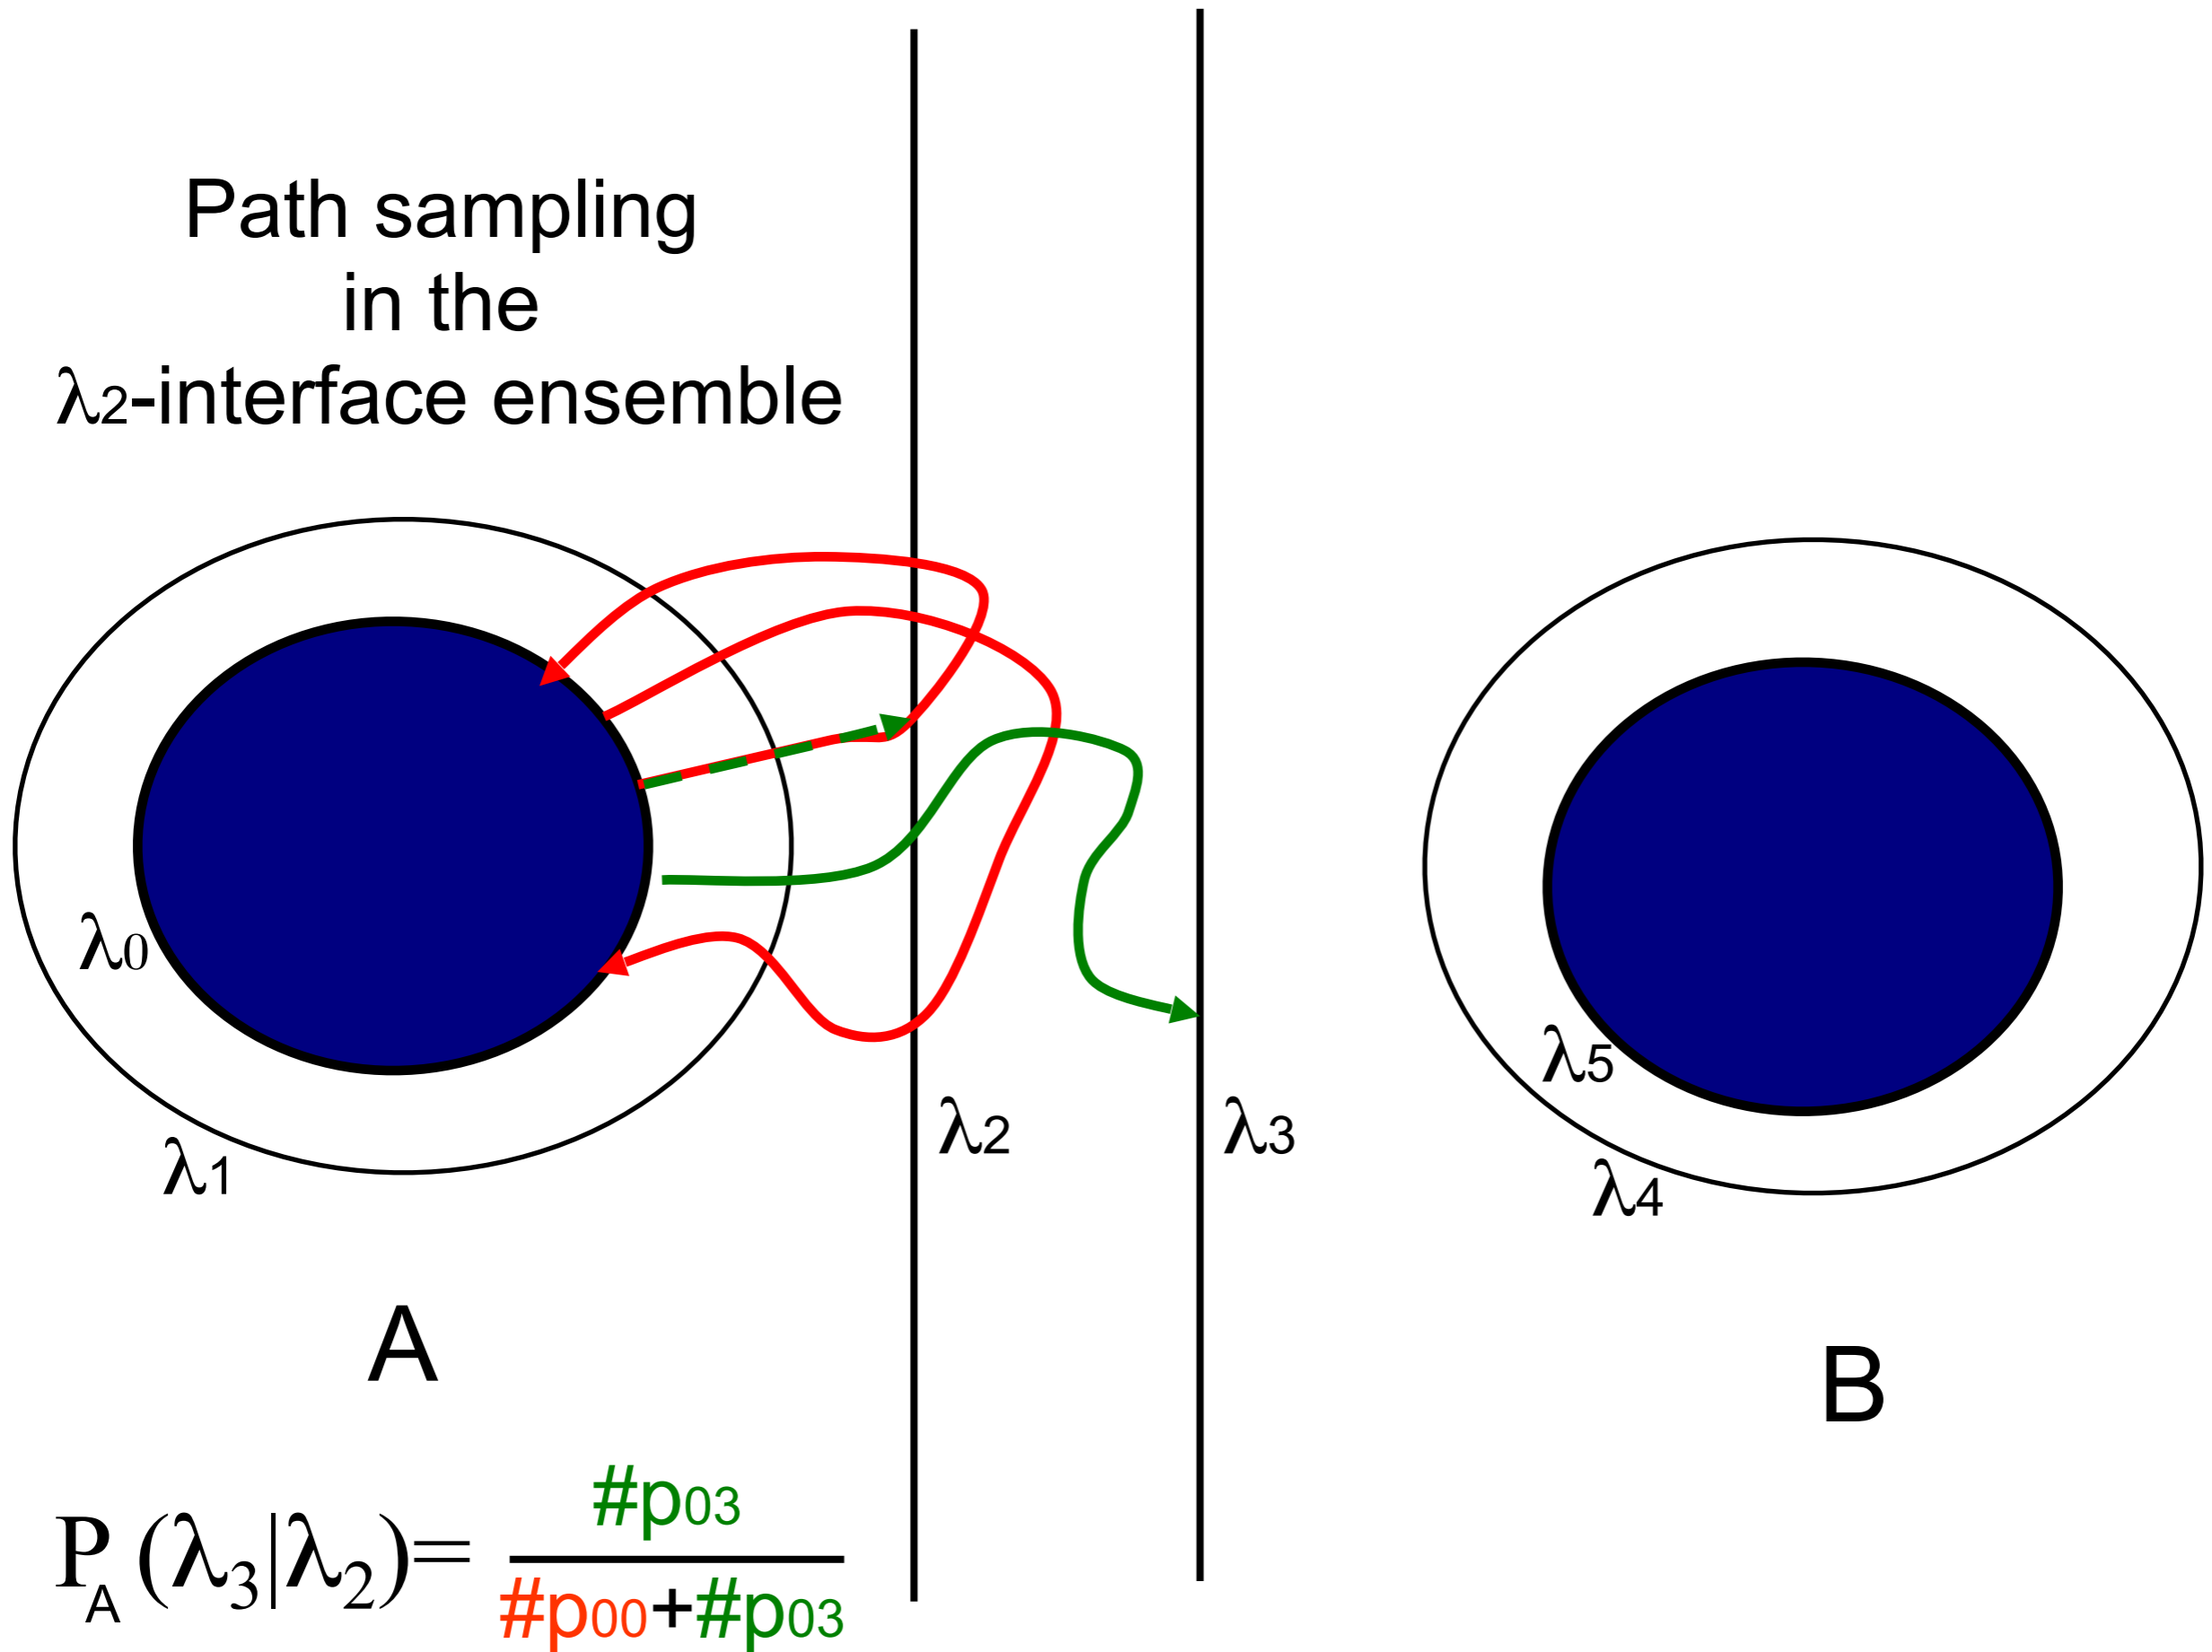 Path sampling
in the
λ2-interface ensemble
λ0
λ1
λ2
λ3
λ5
λ4
A
B
#p03
PA(λ3|λ2)=
#p00+#p03